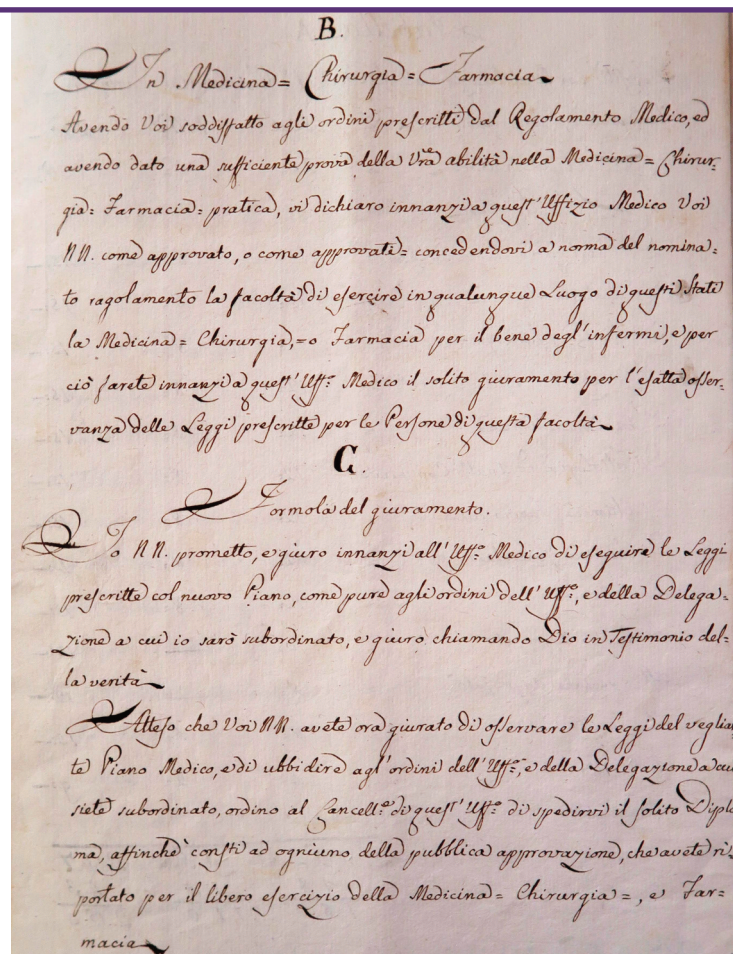 B.
In Medicina = Chirurgia = Farmacia
Avendo Voi soddisfatto agli ordini prescritti dal Regolamento Medico, ed
avendo dato una sufficiente prova della Vrã abilità nella Medicina = Chirur-
gia = Farmacia = pratica, vi dichiaro innanzi a quest' Uffizio Medico Voi
NN. come approvato, o come approvati = concedendovi a norma del nomina=
to ragolamento la facoltà di esercire in qualunque Luogo di questi Stati
la Medicina = Chirurgia, = o Farmacia per il bene degl' infermi, e per
ciò farete innanzi a quest' Uff:º Medico il solito giuramento per l'esatta osser-
vanza delle Leggi prescritte per le Persone di questa facoltà
C.
Formola del giuramento.
Io NN. prometto, e giuro innanzi all' Uff:º Medico di eseguire le Leggi
prescritte col nuovo Piano, come pure agli ordini dell' Uff:º, e della Delega=
zione a cui io sarò subordinato, e giuro chiamando Dio in Testimonio del=
la verità
Atteso che Voi NN. avete ora giurato di osservare le Leggi del veglian
te Piano Medico, e di ubbidire agl' ordini dell' Uff:º, e della Delegazione a cui
siete subordinato, ordino al Cancell:º di quest' Uff:º di spedirvi il solito Diplo
ma, affinchè consti ad ogniuno della pubblica approvazione, che avete ri=
portato per il libero esercizio della Medicina = Chirurgia =, e Far=
macia